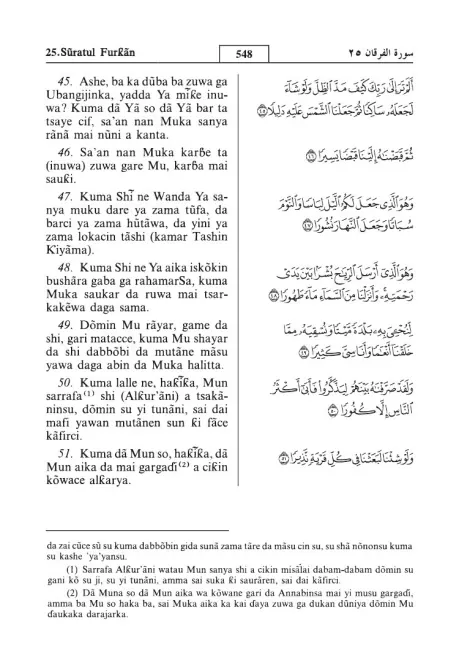 25.Sūratul Furƙān
548
سورة الفرقان ٢٥
45. Ashe, ba ka dūba ba zuwa ga
Ubangijinka, yadda Ya mīƙe inu-
wa? Kuma dā Yā so dā Yā bar ta
tsaye cif, sa'an nan Muka sanya
rānā mai nūni a kanta.
46. Sa'an nan Muka karɓe ta
(inuwa) zuwa gare Mu, karɓa mai
sauƙi.
47. Kuma Shī ne Wanda Ya sa-
nya muku dare ya zama tūfa, da
barci ya zama hūtāwa, da yini ya
zama lokacin tāshi (kamar Tashin
Ƙiyāma).
48. Kuma Shi ne Ya aika iskōkin
bushāra gaba ga rahamarSa, kuma
Muka saukar da ruwa mai tsar-
kakēwa daga sama.
49. Dōmin Mu rāyar, game da
shi, gari matacce, kuma Mu shayar
da shi dabbōbi da mutāne māsu
yawa daga abin da Muka halitta.
50. Kuma lalle ne, haƙīƙa, Mun
sarrafa⁽¹⁾ shi (Alƙur'āni) a tsakā-
ninsu, dōmin su yi tunāni, sai dai
mafi yawan mutānen sun ƙi fāce
kāfirci.
51. Kuma dā Mun so, haƙīƙa, dā
Mun aika da mai gargaɗi⁽²⁾ a cikin
kōwace alƙarya.
أَلَمْ تَرَ إِلَىٰ رَبِّكَ كَيْفَ مَدَّ ٱلظِّلَّ وَلَوْ شَآءَ
لَجَعَلَهُۥ سَاكِنًا ثُمَّ جَعَلْنَا ٱلشَّمْسَ عَلَيْهِ دَلِيلًا ٤٥
ثُمَّ قَبَضْنَٰهُ إِلَيْنَا قَبْضًا يَسِيرًا ٤٦
وَهُوَ ٱلَّذِى جَعَلَ لَكُمُ ٱلَّيْلَ لِبَاسًا وَٱلنَّوْمَ
سُبَاتًا وَجَعَلَ ٱلنَّهَارَ نُشُورًا ٤٧
وَهُوَ ٱلَّذِىٓ أَرْسَلَ ٱلرِّيَٰحَ بُشْرًۢا بَيْنَ يَدَىْ
رَحْمَتِهِۦ وَأَنزَلْنَا مِنَ ٱلسَّمَآءِ مَآءً طَهُورًا ٤٨
لِّنُحْـِۧىَ بِهِۦ بَلْدَةً مَّيْتًا وَنُسْقِيَهُۥ مِمَّا
خَلَقْنَآ أَنْعَٰمًا وَأَنَاسِىَّ كَثِيرًا ٤٩
وَلَقَدْ صَرَّفْنَٰهُ بَيْنَهُمْ لِيَذَّكَّرُوا۟ فَأَبَىٰٓ أَكْثَرُ
ٱلنَّاسِ إِلَّا كُفُورًا ٥٠
وَلَوْ شِئْنَا لَبَعَثْنَا فِى كُلِّ قَرْيَةٍ نَّذِيرًا ٥١
da zai cūce sū su kuma dabbōbin gida sunā zama tāre da māsu cin su, su shā nōnonsu kuma
su kashe 'ya'yansu.
(1) Sarrafa Alƙur'āni watau Mun sanya shi a cikin misālai dabam-dabam dōmin su
gani kō su ji, su yi tunāni, amma sai suka ƙi saurāren, sai dai kāfirci.
(2) Dā Muna so dā Mun aika wa kōwane gari da Annabinsa mai yi musu gargaɗi,
amma ba Mu so haka ba, sai Muka aika ka kai ɗaya zuwa ga dukan dūniya dōmin Mu
ɗaukaka darajarka.